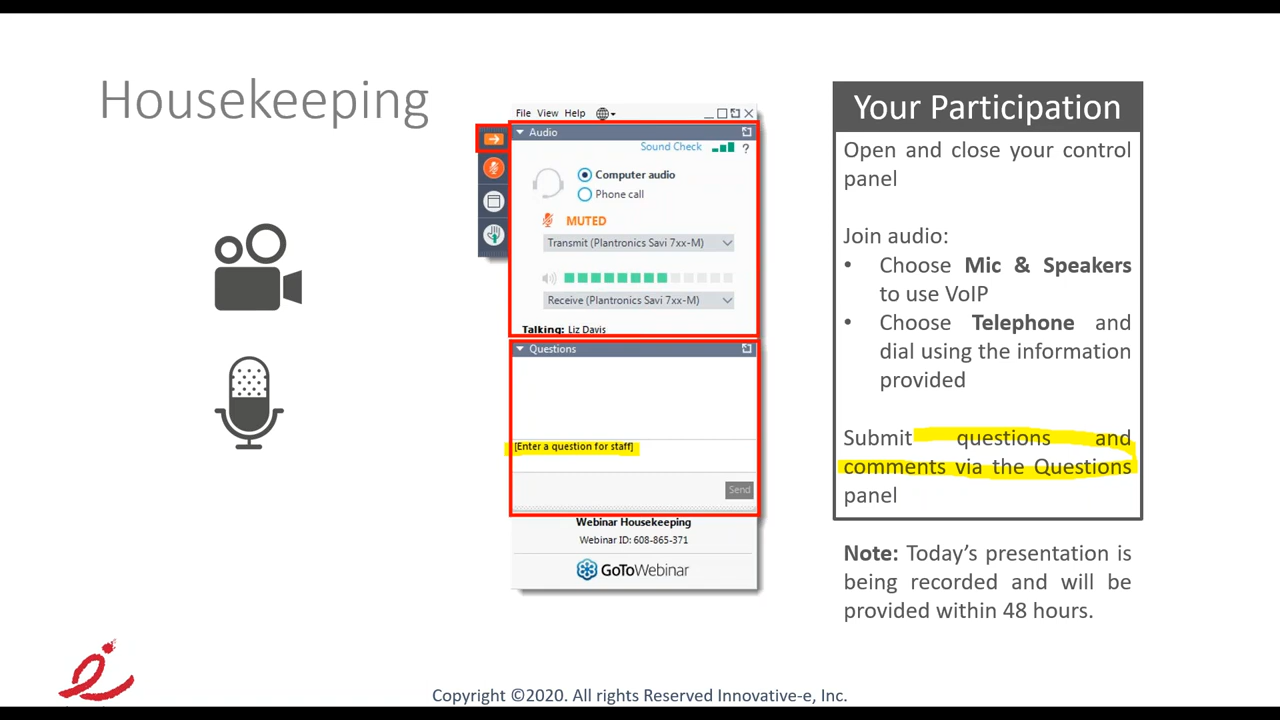 Housekeeping
File View Help
Audio
Sound Check ?
Computer audio
Phone call
MUTED
Transmit (Plantronics Savi 7xx-M)
Receive (Plantronics Savi 7xx-M)
Talking: Liz Davis
Questions
[Enter a question for staff]
Send
Webinar Housekeeping
Webinar ID: 608-865-371
GoToWebinar
Your Participation
Open and close your control
panel
Join audio:
• Choose Mic & Speakers
to use VoIP
• Choose Telephone and
dial using the information
provided
Submit questions and
comments via the Questions
panel
Note: Today's presentation is
being recorded and will be
provided within 48 hours.
Copyright ©2020. All rights Reserved Innovative-e, Inc.